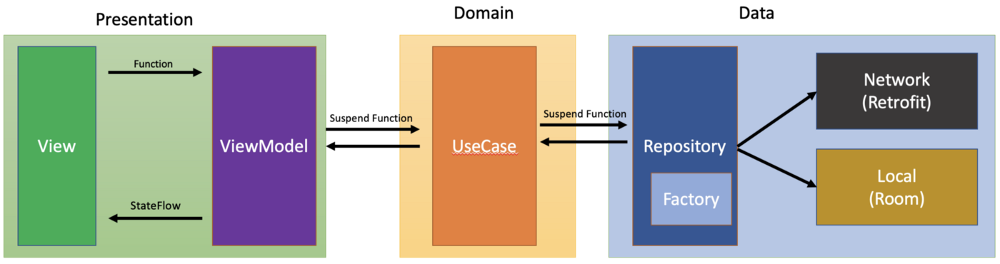 Presentation
Domain
Data
View
Function
StateFlow
ViewModel
Suspend Function
UseCase
Suspend Function
Repository
Factory
Network
(Retrofit)
Local
(Room)